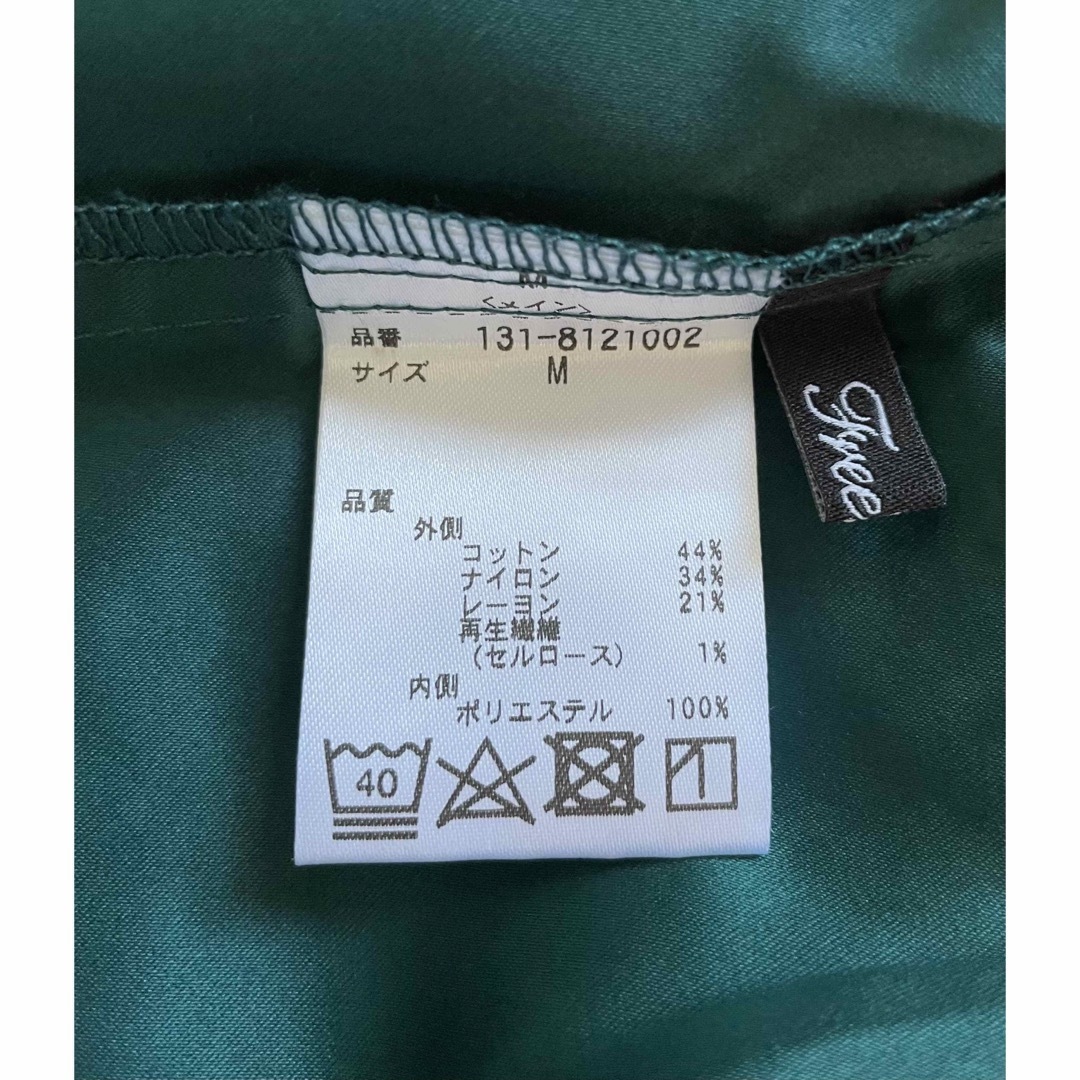 <メイン>
品番 131-8121002
サイズ M
品質
外側
コットン 44%
ナイロン 34%
レーヨン 21%
再生繊維
(セルロース) 1%
内側
ポリエステル 100%
40
Twee